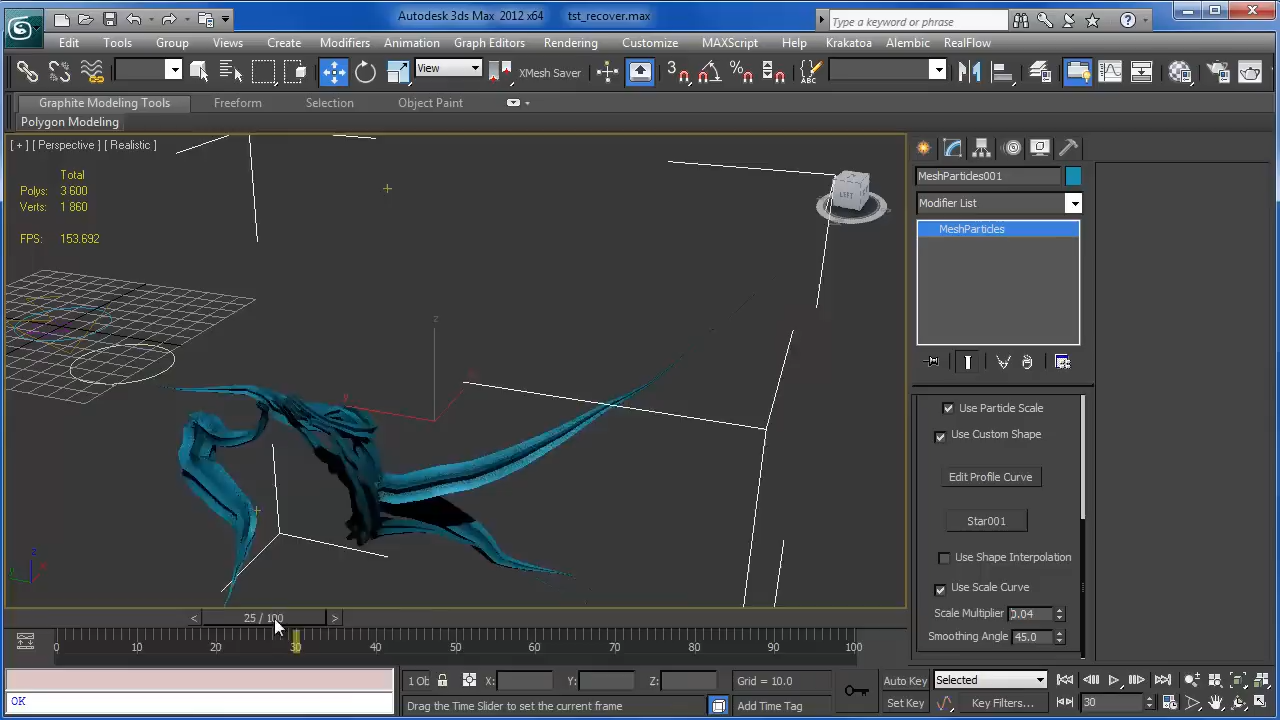 Autodesk 3ds Max 2012 x64 tst_recover.max
Type a keyword or phrase
Edit Tools Group Views Create Modifiers Animation Graph Editors Rendering Customize MAXScript Help Krakatoa Alembic RealFlow
View XMesh Saver 3 ABC
Graphite Modeling Tools Freeform Selection Object Paint
Polygon Modeling
[ + ] [ Perspective ] [ Realistic ]
Total
Polys: 3 600
Verts: 1 860
FPS: 153.692
LEFT
z
y
z
MeshParticles001
Modifier List
MeshParticles
Use Particle Scale
Use Custom Shape
Edit Profile Curve
Star001
Use Shape Interpolation
Use Scale Curve
Scale Multiplier 0.04
Smoothing Angle 45.0
< 25 / 100 >
0 10 20 30 40 50 60 70 80 90 100
OK
1 Ob X: Y: Z: Grid = 10.0
Drag the Time Slider to set the current frame Add Time Tag
Auto Key Selected
Set Key Key Filters... 30